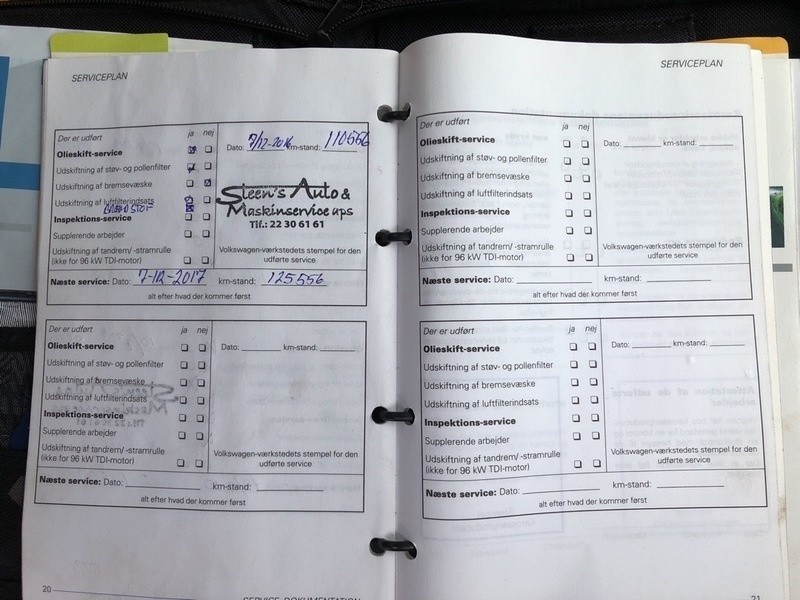 SERVICEPLAN
Der er udført ja nej
Olieskift-service
Udskiftning af støv- og pollenfilter
Udskiftning af bremsevæske
Udskiftning af luftfilterindsats
Inspektions-service
Supplerende arbejder
Udskiftning af tandrem/ -stramrulle
(ikke for 96 kW TDI-motor)
Dato: 7/12-2016 km-stand: 110556
Steen's Auto &
Maskinservice aps
Tlf.: 22 30 61 61
Volkswagen-værkstedets stempel for den
udførte service
Næste service: Dato: 7-12-2017 km-stand: 125556
alt efter hvad der kommer først
Der er udført ja nej
Olieskift-service
Udskiftning af støv- og pollenfilter
Udskiftning af bremsevæske
Udskiftning af luftfilterindsats
Inspektions-service
Supplerende arbejder
Udskiftning af tandrem/ -stramrulle
(ikke for 96 kW TDI-motor)
Dato: km-stand:
Volkswagen-værkstedets stempel for den
udførte service
Næste service: Dato: km-stand:
alt efter hvad der kommer først
20
SERVICE-DOKUMENTATION
SERVICEPLAN
Der er udført ja nej
Olieskift-service
Udskiftning af støv- og pollenfilter
Udskiftning af bremsevæske
Udskiftning af luftfilterindsats
Inspektions-service
Supplerende arbejder
Udskiftning af tandrem/ -stramrulle
(ikke for 96 kW TDI-motor)
Dato: km-stand:
Volkswagen-værkstedets stempel for den
udførte service
Næste service: Dato: km-stand:
alt efter hvad der kommer først
Der er udført ja nej
Olieskift-service
Udskiftning af støv- og pollenfilter
Udskiftning af bremsevæske
Udskiftning af luftfilterindsats
Inspektions-service
Supplerende arbejder
Udskiftning af tandrem/ -stramrulle
(ikke for 96 kW TDI-motor)
Dato: km-stand:
Volkswagen-værkstedets stempel for den
udførte service
Næste service: Dato: km-stand:
alt efter hvad der kommer først
21